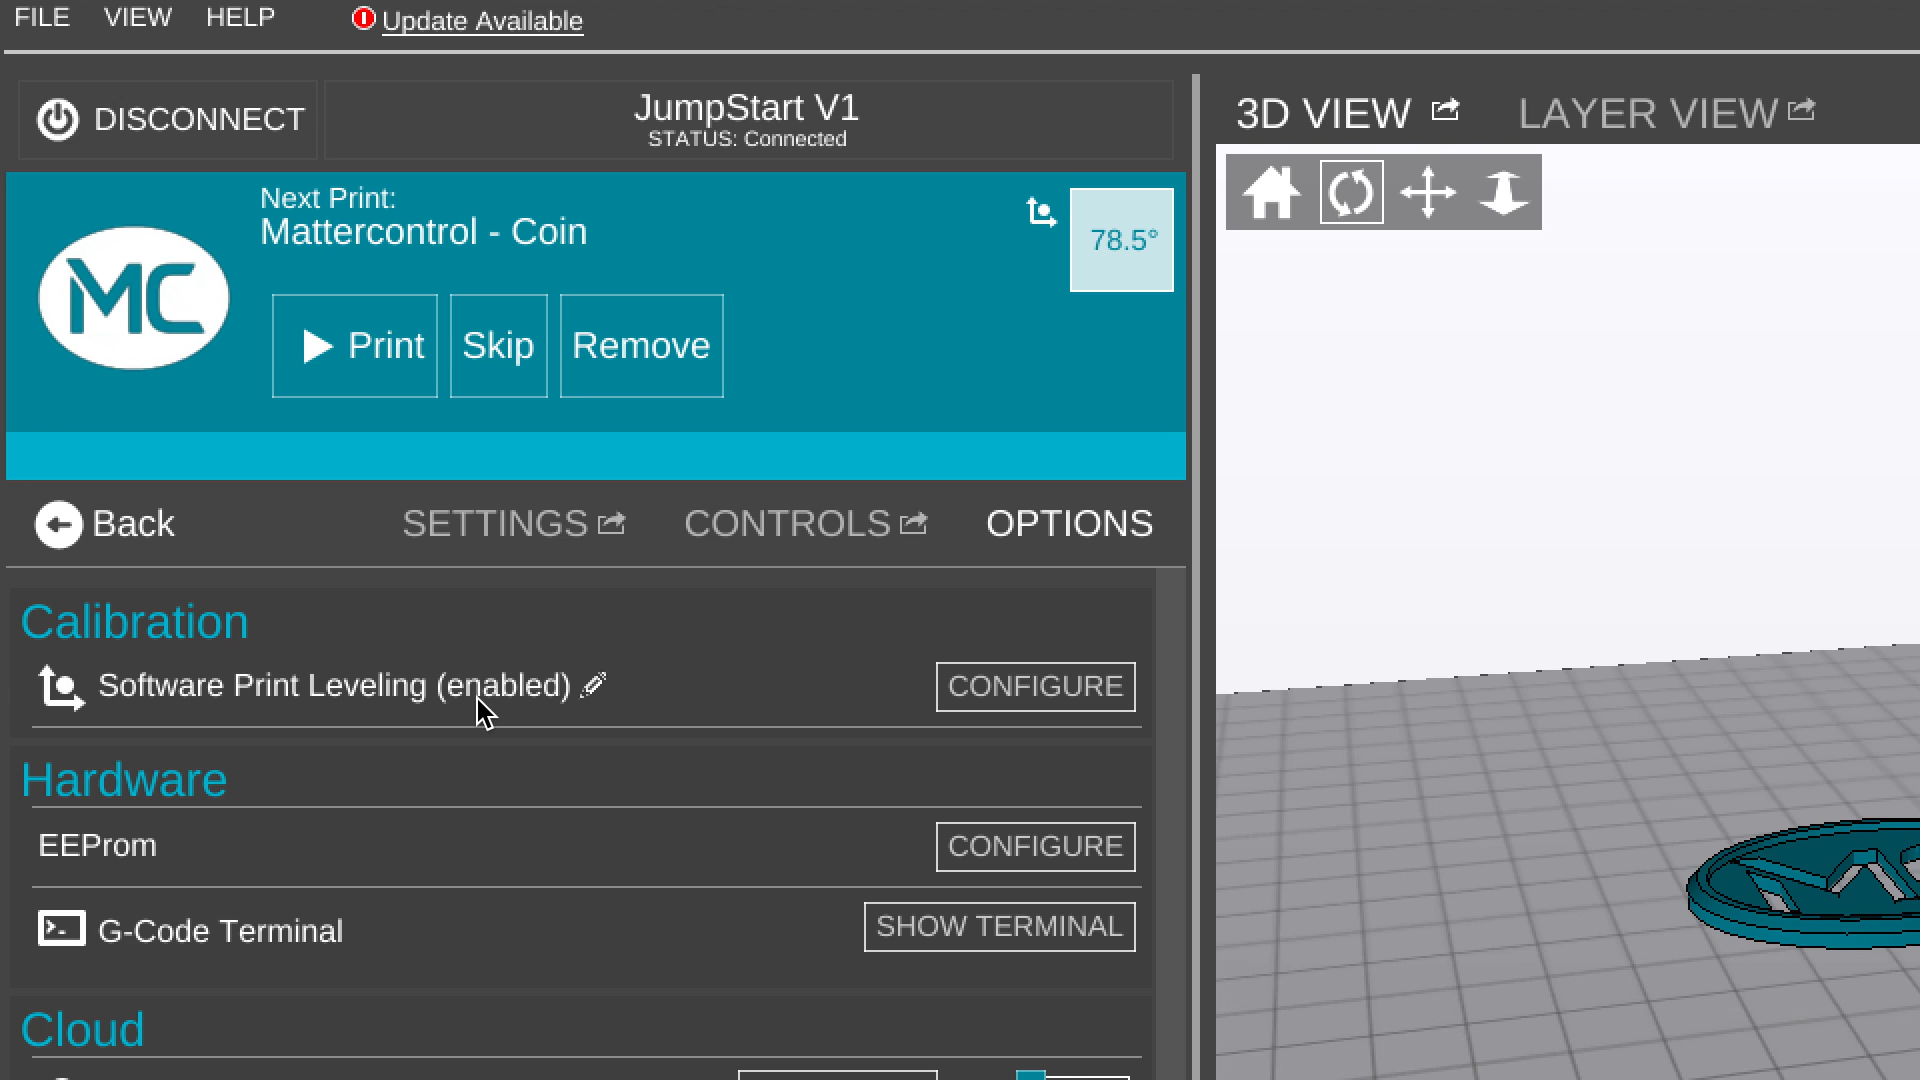 FILE VIEW HELP Update Available
DISCONNECT
JumpStart V1
STATUS: Connected
3D VIEW LAYER VIEW
MC
Next Print:
Mattercontrol - Coin
78.5°
Print Skip Remove
Back SETTINGS CONTROLS OPTIONS
Calibration
Software Print Leveling (enabled) CONFIGURE
Hardware
EEProm CONFIGURE
G-Code Terminal SHOW TERMINAL
Cloud